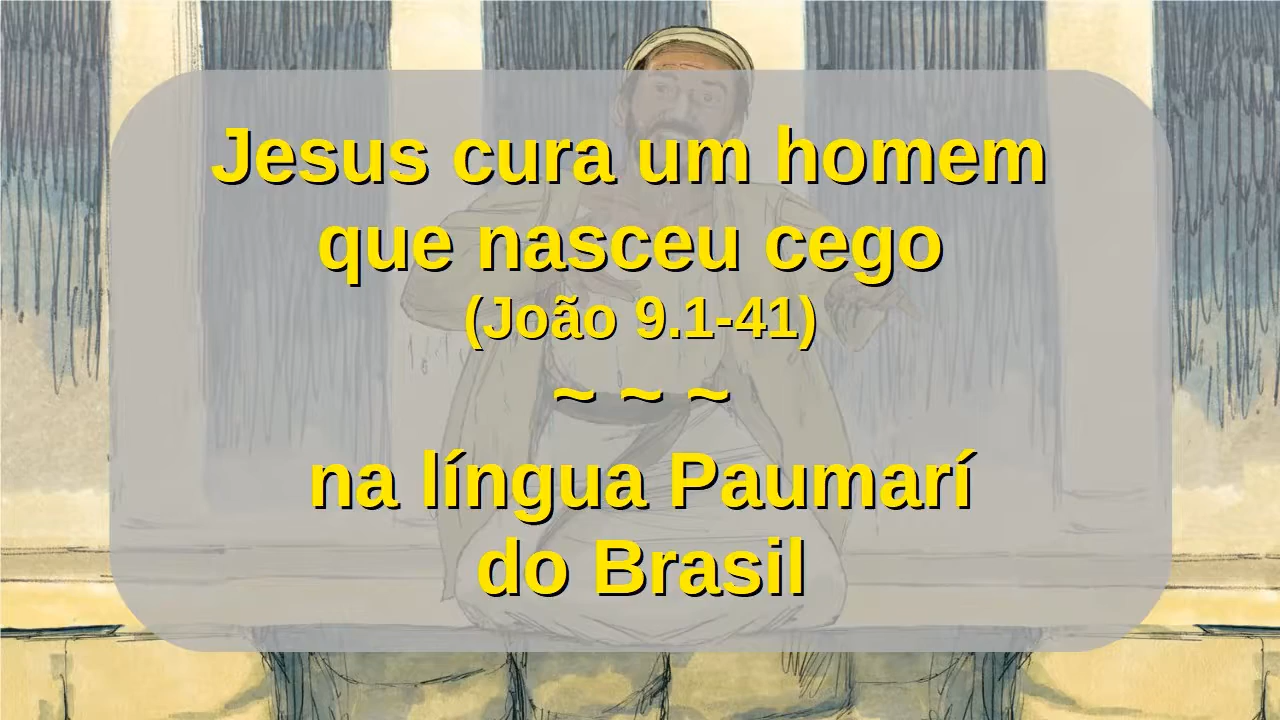 Jesus cura um homem
que nasceu cego
(João 9.1-41)
~ ~ ~
na língua Paumarí
do Brasil